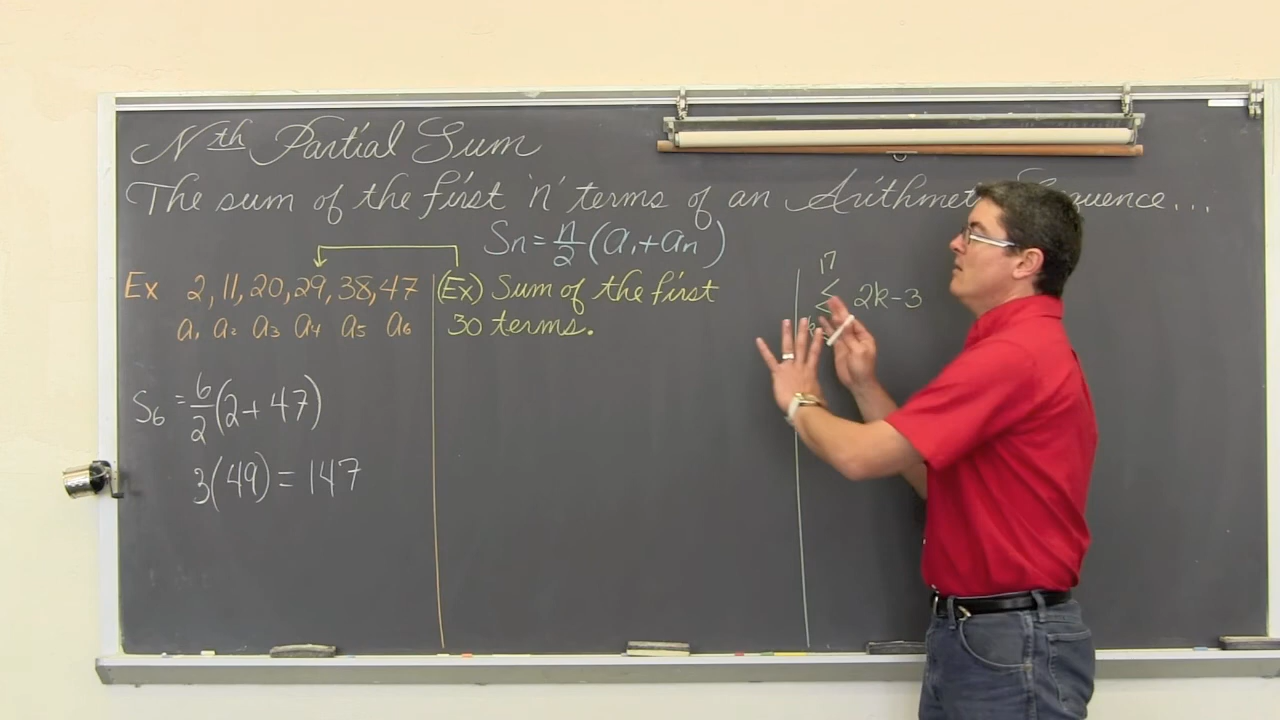 Nth Partial Sum
The sum of the first 'n' terms of an
Sn = n/2 (a1 + an)
Ex 2, 11, 20, 29, 38, 47
a1 a2 a3 a4 a5 a6
S6 = 6/2 (2 + 47)
3(49) = 147
(Ex) Sum of the first
30 terms.
17
Σ 2k-3